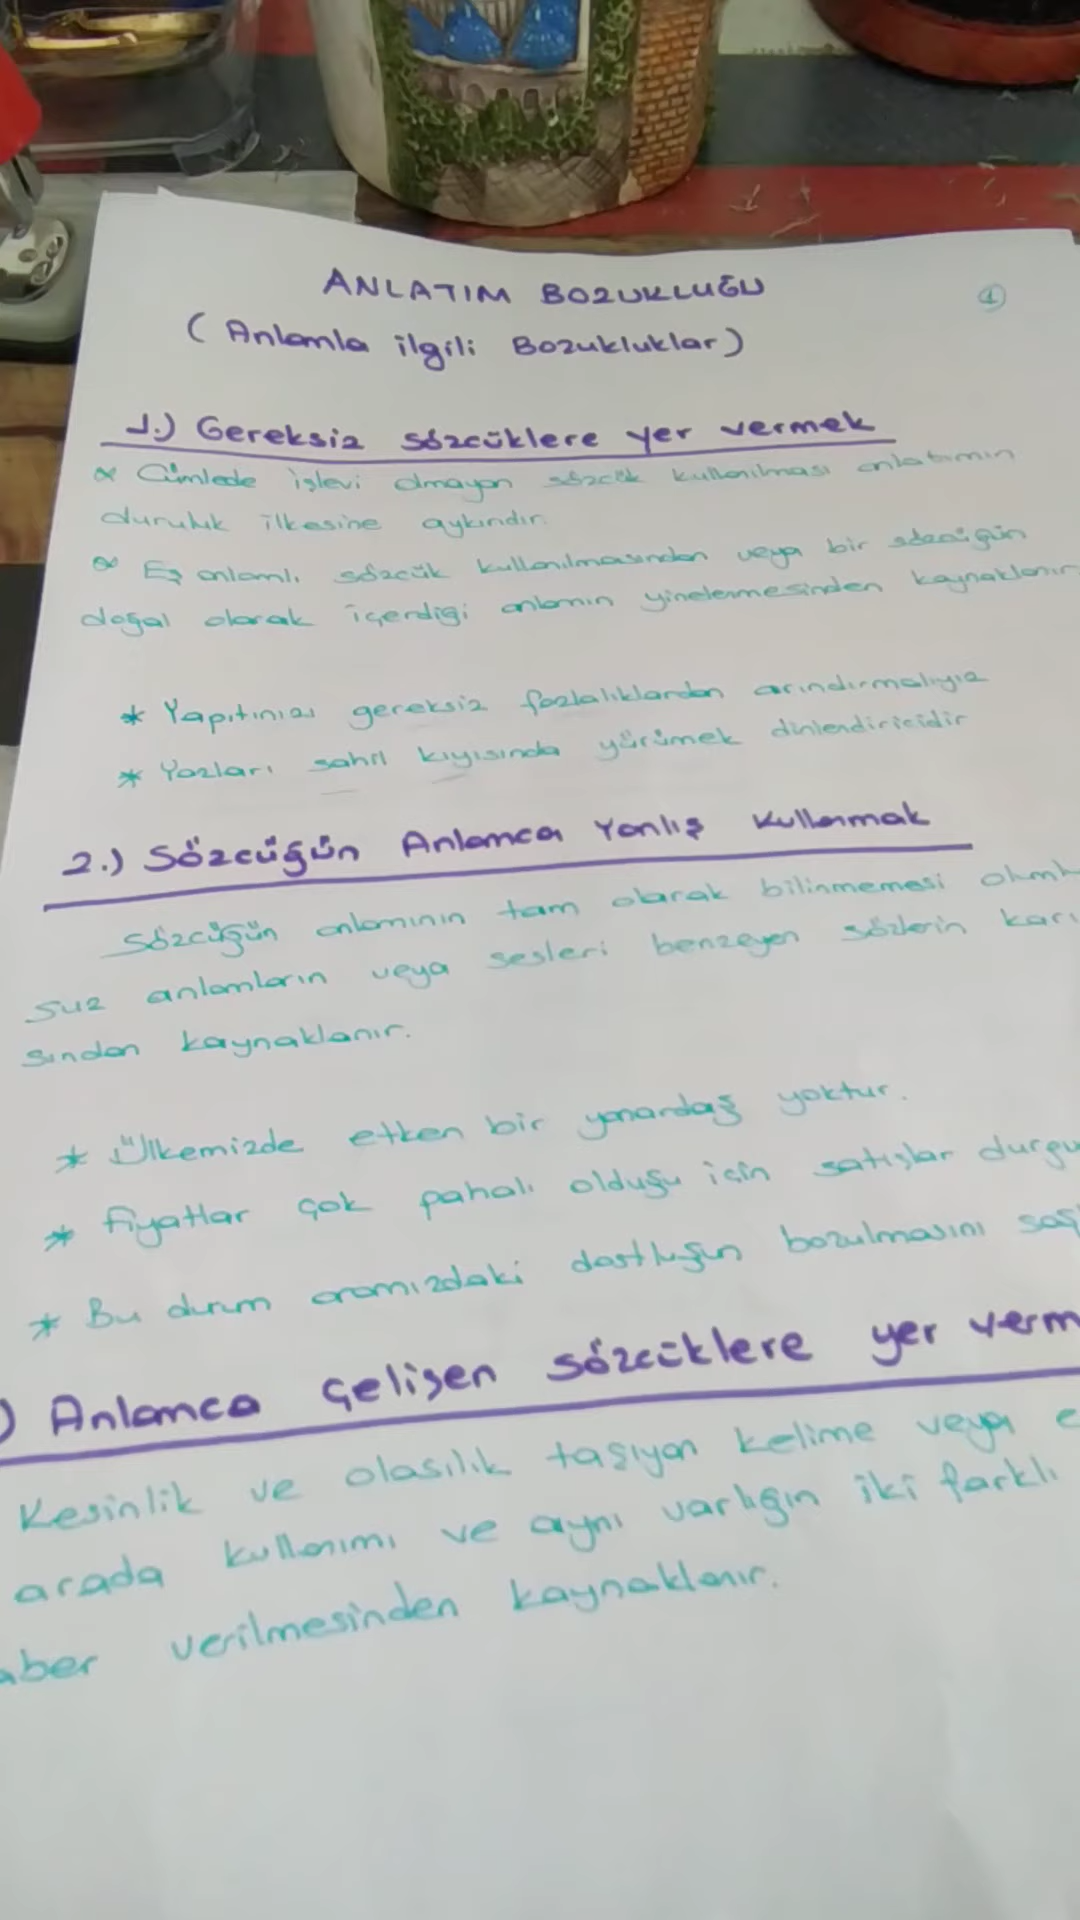 ANLATIM BOZUKLUĞU
1
(Anlamla ilgili Bozukluklar)
1.) Gereksiz sözcüklere yer vermek
Cümlede işlevi olmayan sözcük kullanılması anlatımın
duruluk ilkesine aykırıdır.
Eş anlamlı sözcük kullanılmasından veya bir sözcüğün
doğal olarak içerdiği anlamın yinelenmesinden kaynaklanır
* Yapıtınızı gereksiz fazlalıklardan arındırmalıyız
* Yazları sahil kıyısında yürümek dinlendiricidir
2.) Sözcüğün Anlamca Yanlış Kullanmak
Sözcüğün anlamının tam olarak bilinmemesi olumlu
suz anlamların veya sesleri benzeyen sözlerin karı
sından kaynaklanır.
* Ülkemizde etken bir yanardağ yoktur.
* Fiyatlar çok pahalı olduğu için satışlar durgu
* Bu durum aramızdaki dostluğun bozulmasını sağ
) Anlamca Çelişen sözcüklere yer verm
Kesinlik ve olasılık taşıyan kelime veya e
arada kullanımı ve aynı varlığın iki farklı
aber verilmesinden kaynaklanır.